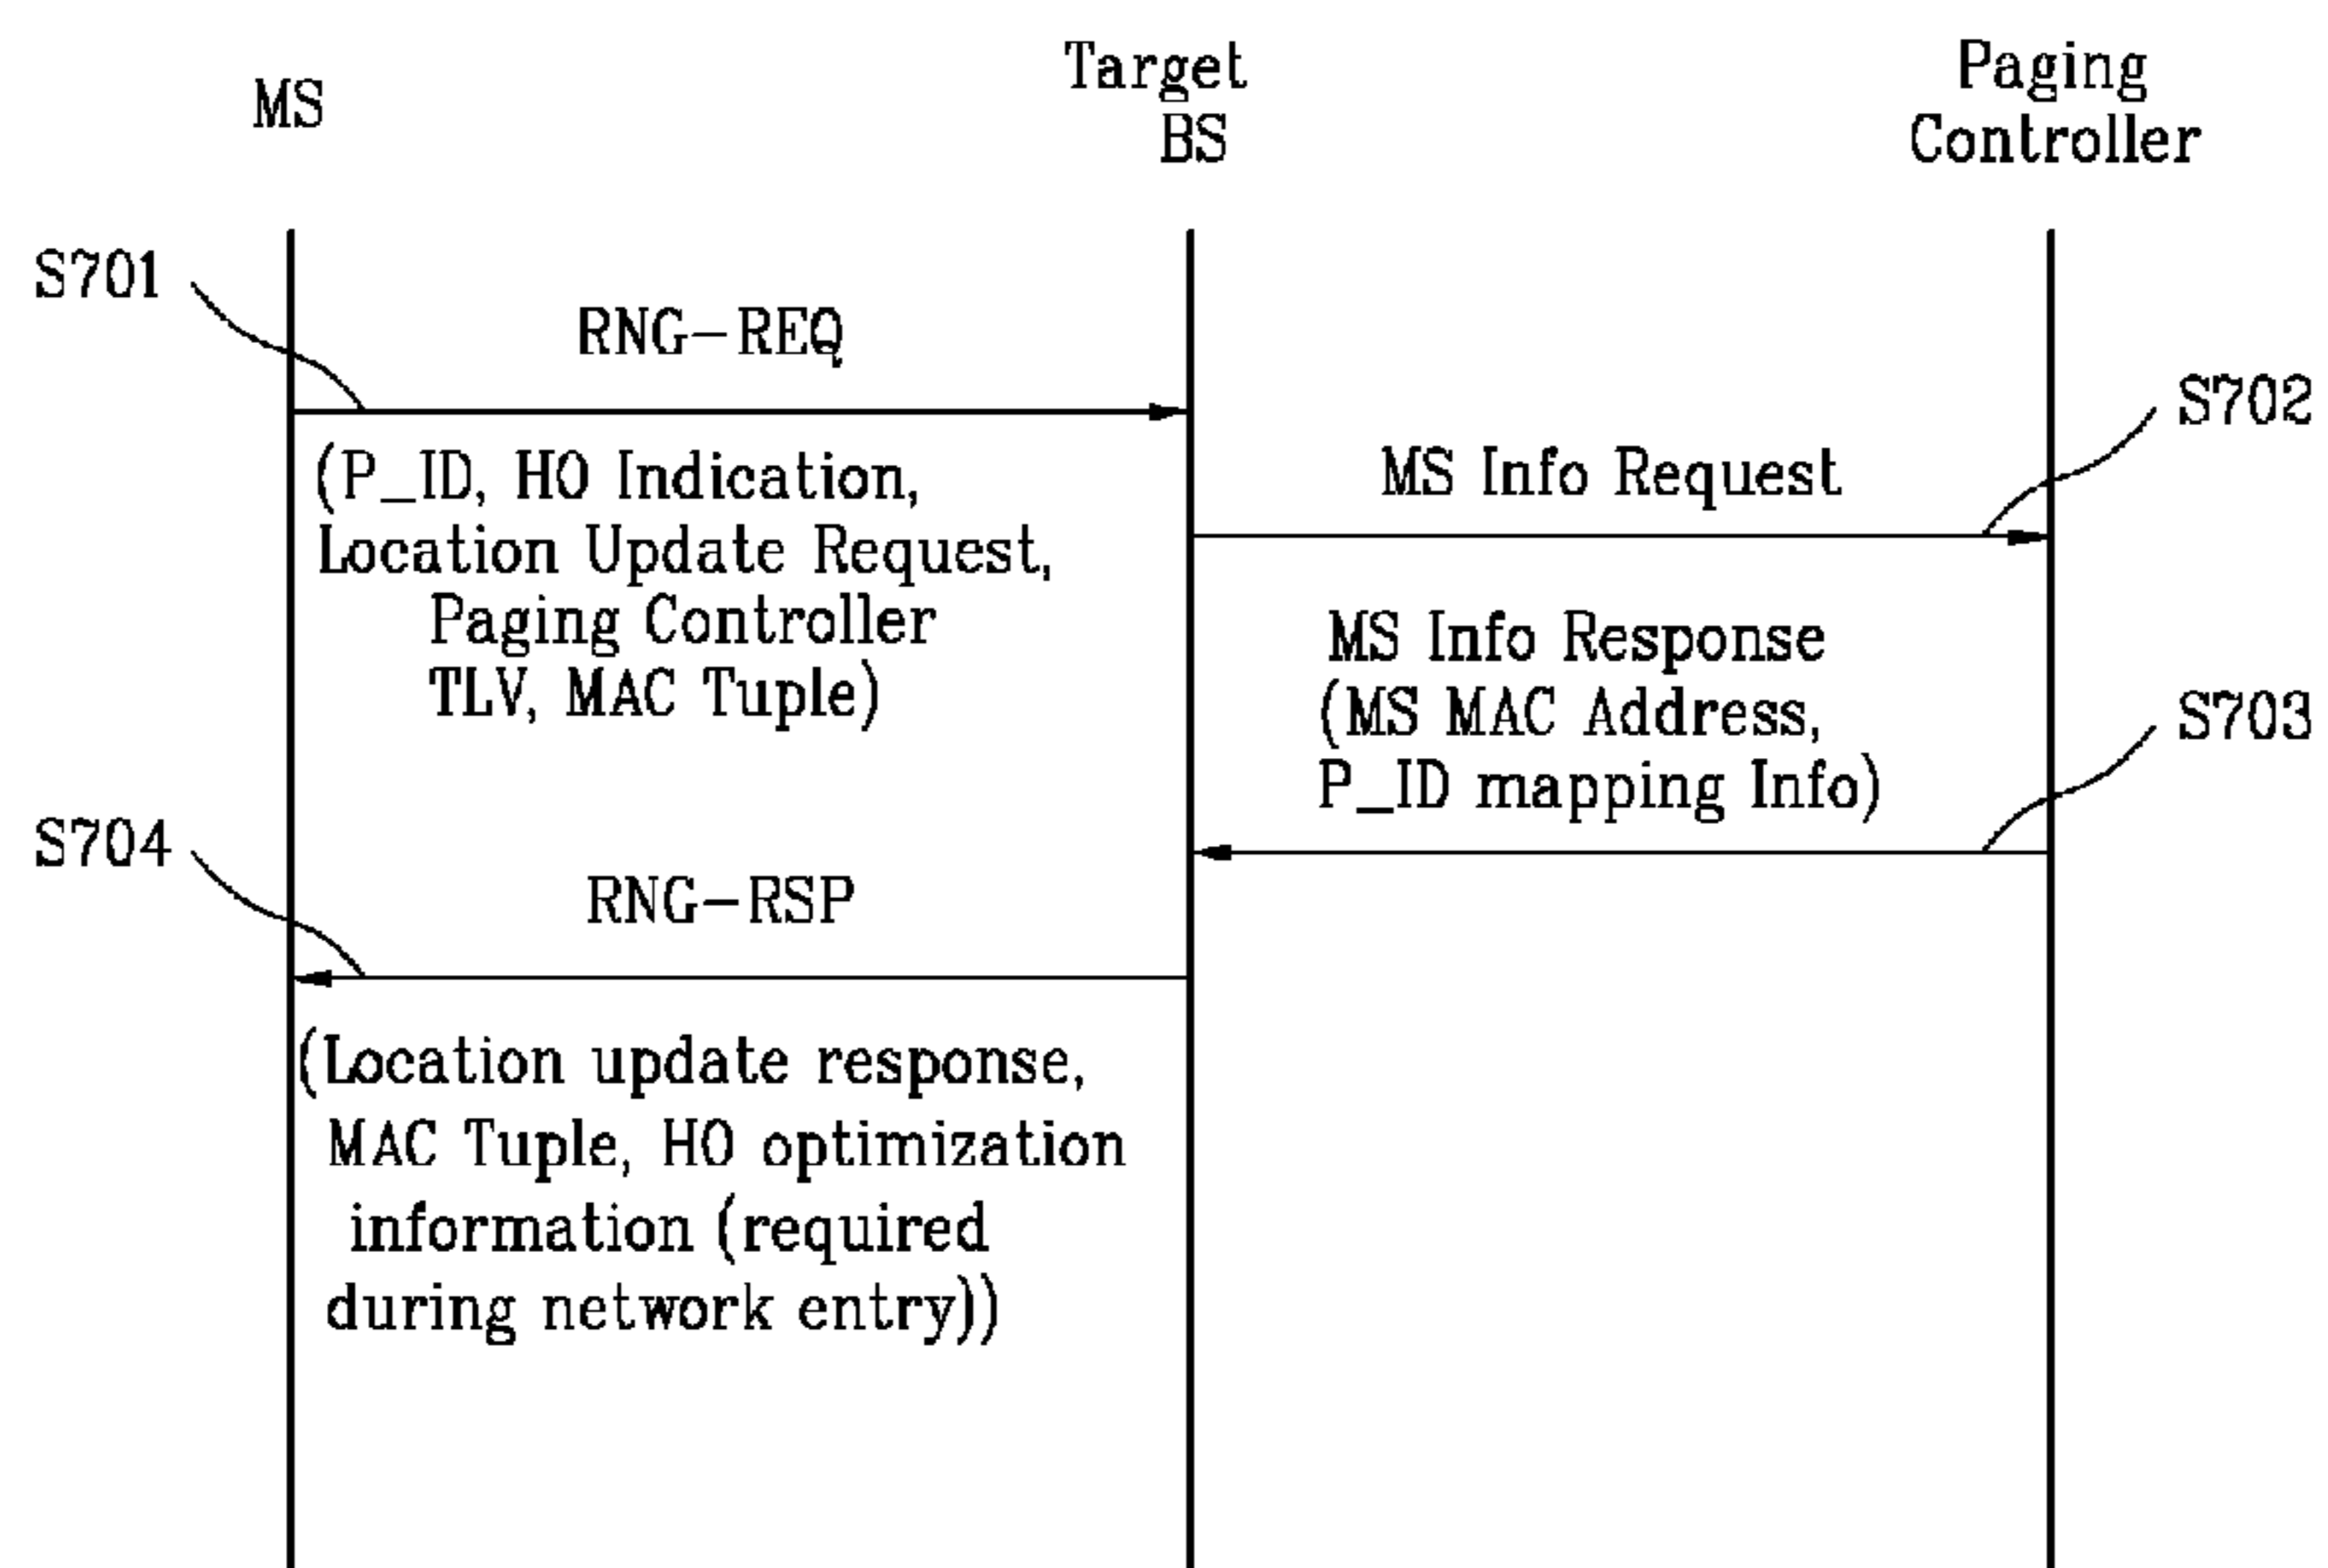 MS
Target
BS
Paging
Controller
S701
RNG-REQ
S702
(P_ID, HO Indication,
Location Update Request,
Paging Controller
TLV, MAC Tuple)
MS Info Request
MS Info Response
(MS MAC Address,
P_ID mapping Info)
S703
S704
RNG-RSP
(Location update response,
MAC Tuple, HO optimization
information (required
during network entry))